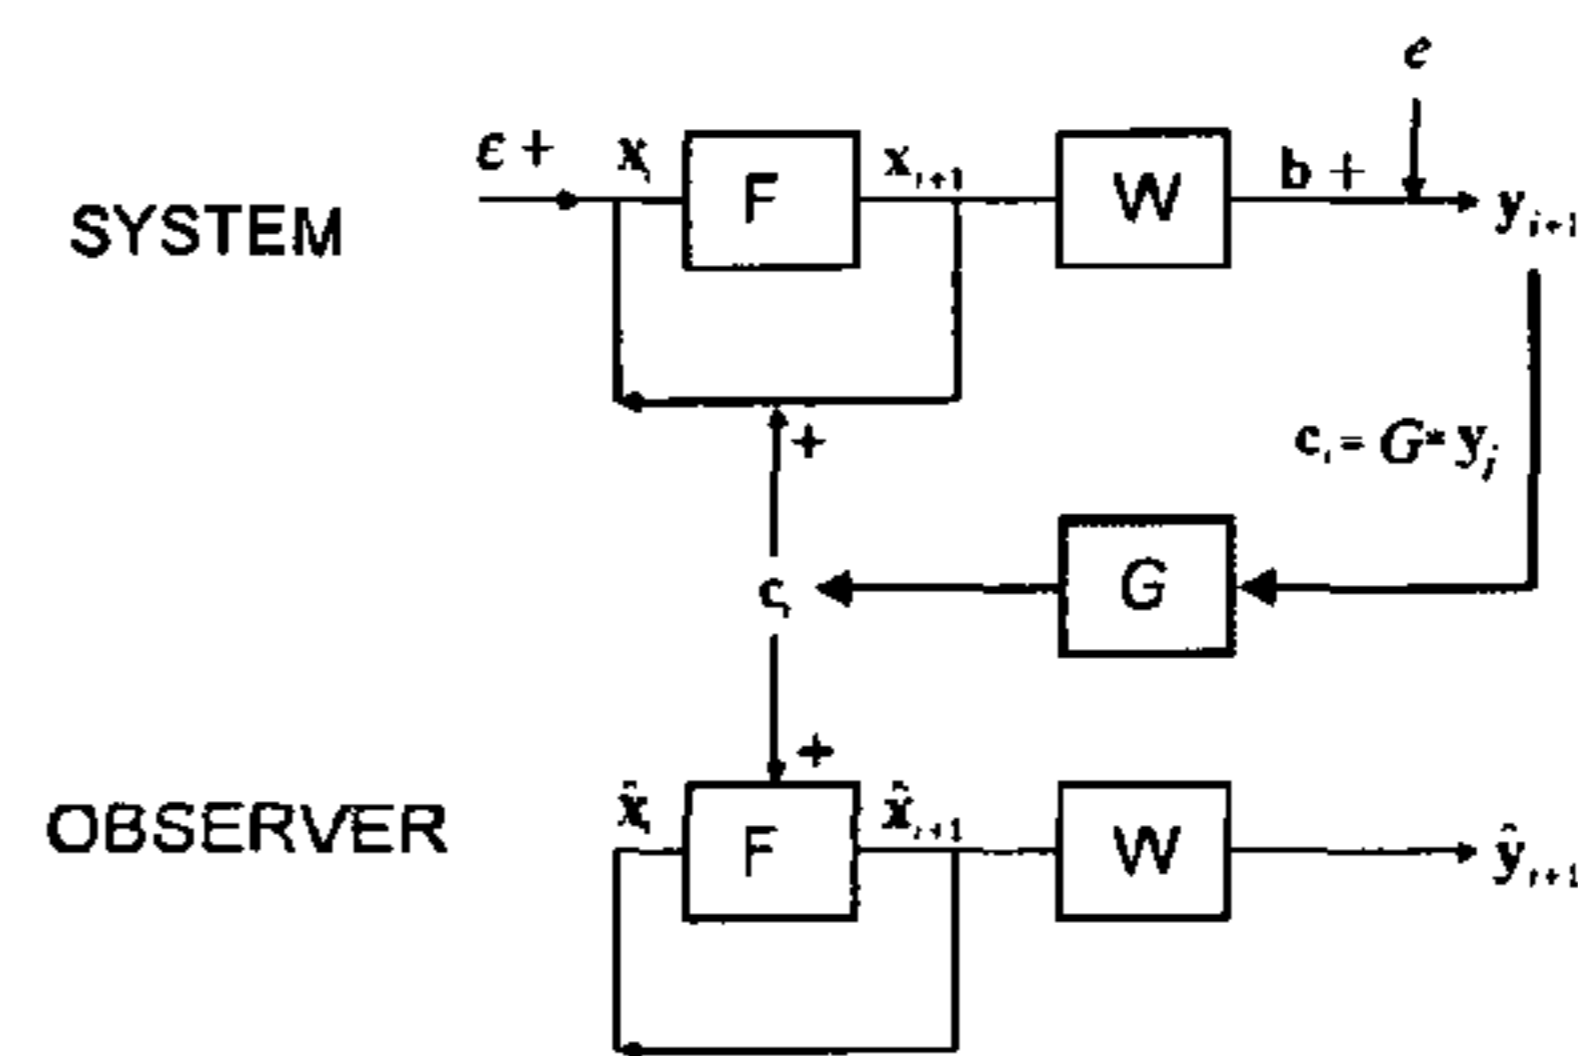 e
ε + x_i F x_{i+1} W b + y_{i+1}
SYSTEM
+
c_i = G * y_j
c_i G
+
OBSERVER x̂_i F x̂_{i+1} W ŷ_{i+1}